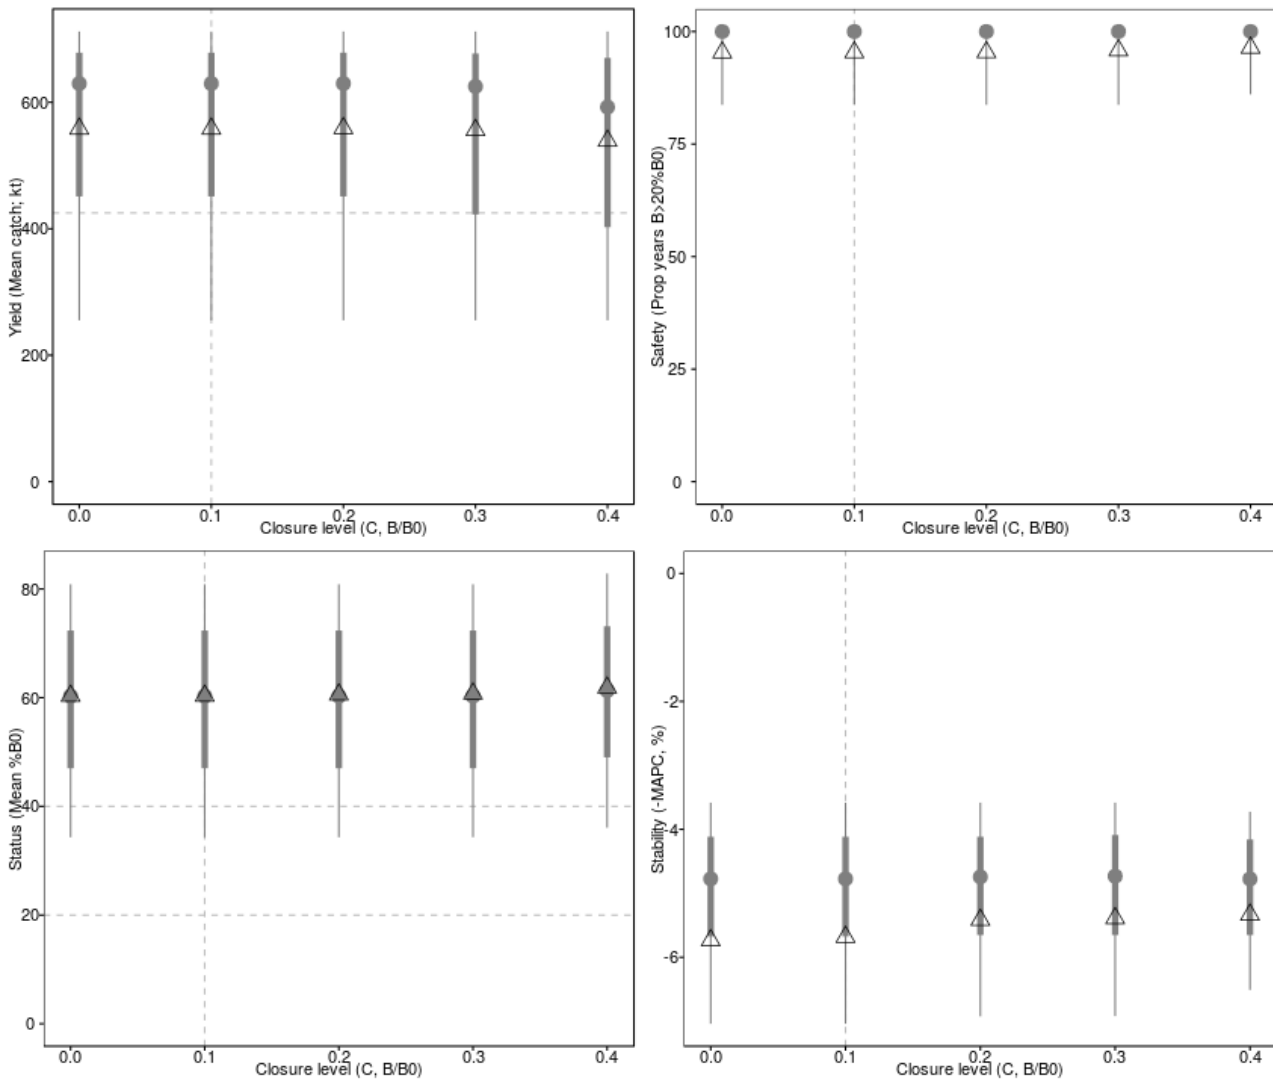 Yield (Mean catch; kt)
600
400
200
0
0.0 0.1 0.2 0.3 0.4
Closure level (C, B/B0)
Safety (Prop years B>20%B0)
100
75
50
25
0
0.0 0.1 0.2 0.3 0.4
Closure level (C, B/B0)
Status (Mean %B0)
80
60
40
20
0
0.0 0.1 0.2 0.3 0.4
Closure level (C, B/B0)
Stability (-MAPC, %)
0
-2
-4
-6
0.0 0.1 0.2 0.3 0.4
Closure level (C, B/B0)